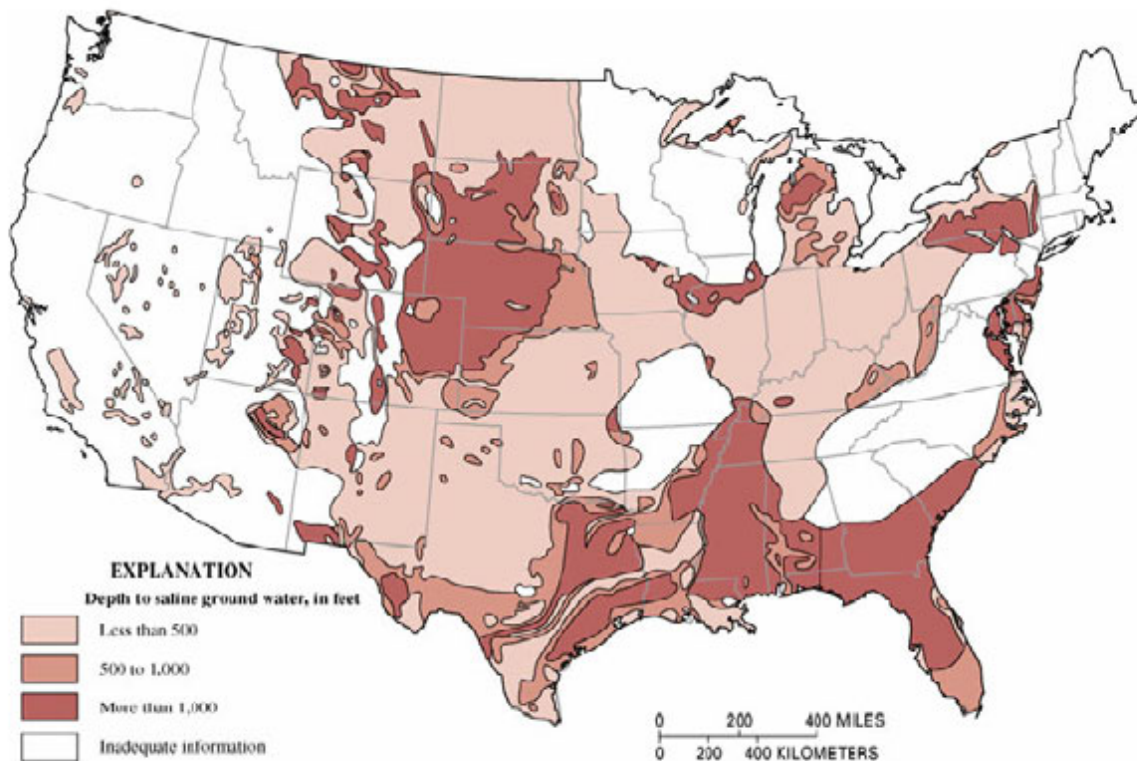 EXPLANATION
Depth to saline ground water, in feet
Less than 500
500 to 1,000
More than 1,000
Inadequate information
0 200 400 MILES
0 200 400 KILOMETERS